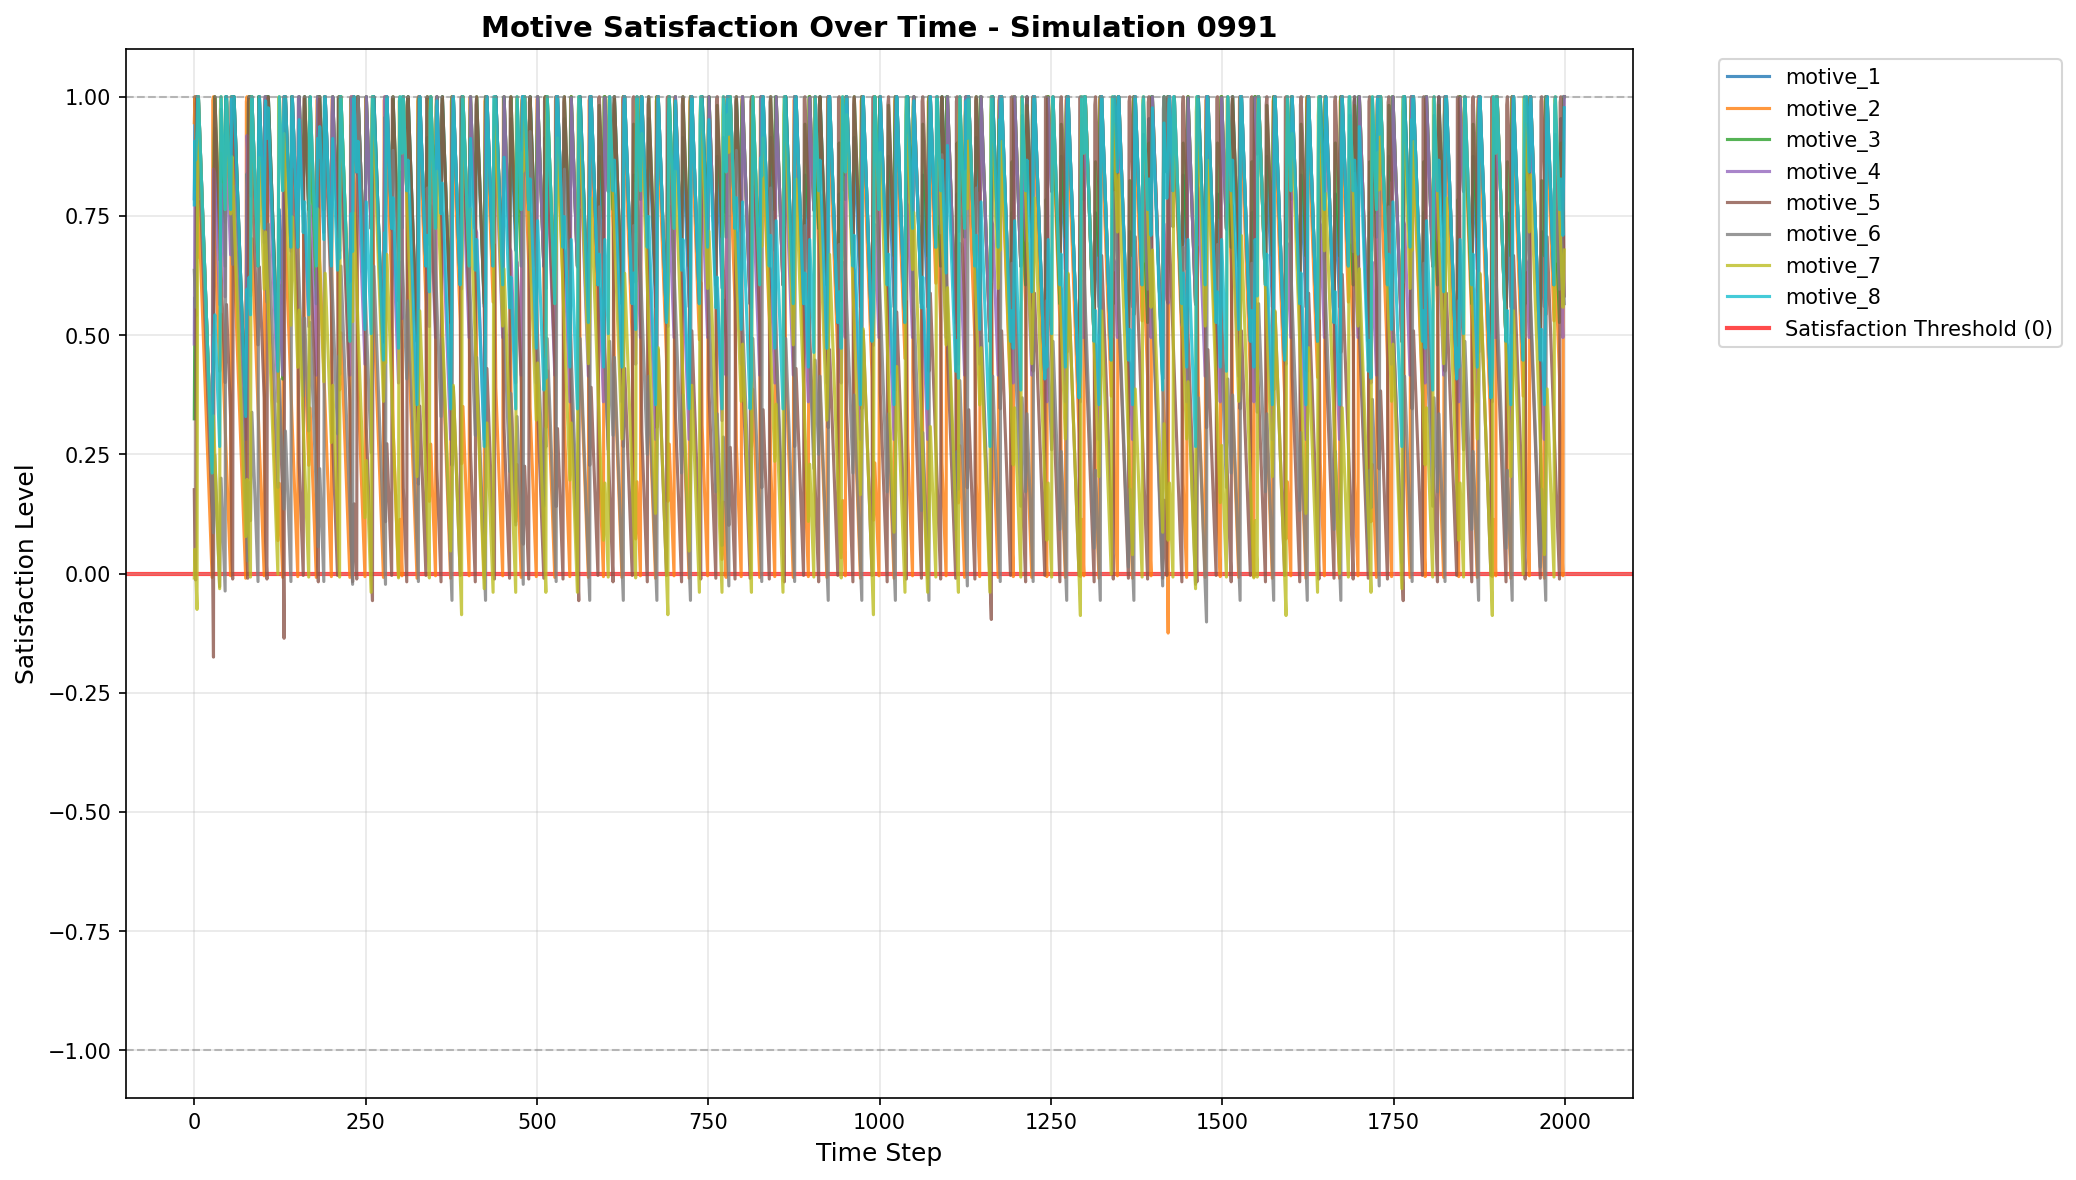 Motive Satisfaction Over Time - Simulation 0991
Satisfaction Level
1.00
0.75
0.50
0.25
0.00
−0.25
−0.50
−0.75
−1.00
0 250 500 750 1000 1250 1500 1750 2000
Time Step
motive_1
motive_2
motive_3
motive_4
motive_5
motive_6
motive_7
motive_8
Satisfaction Threshold (0)